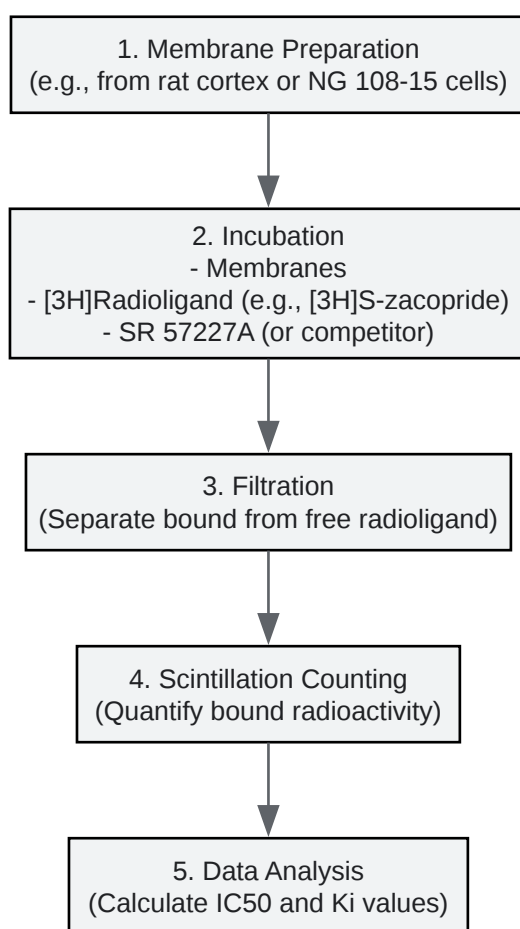 1. Membrane Preparation
(e.g., from rat cortex or NG 108-15 cells)
2. Incubation
- Membranes
- [3H]Radioligand (e.g., [3H]S-zacopride)
- SR 57227A (or competitor)
3. Filtration
(Separate bound from free radioligand)
4. Scintillation Counting
(Quantify bound radioactivity)
5. Data Analysis
(Calculate IC50 and Ki values)